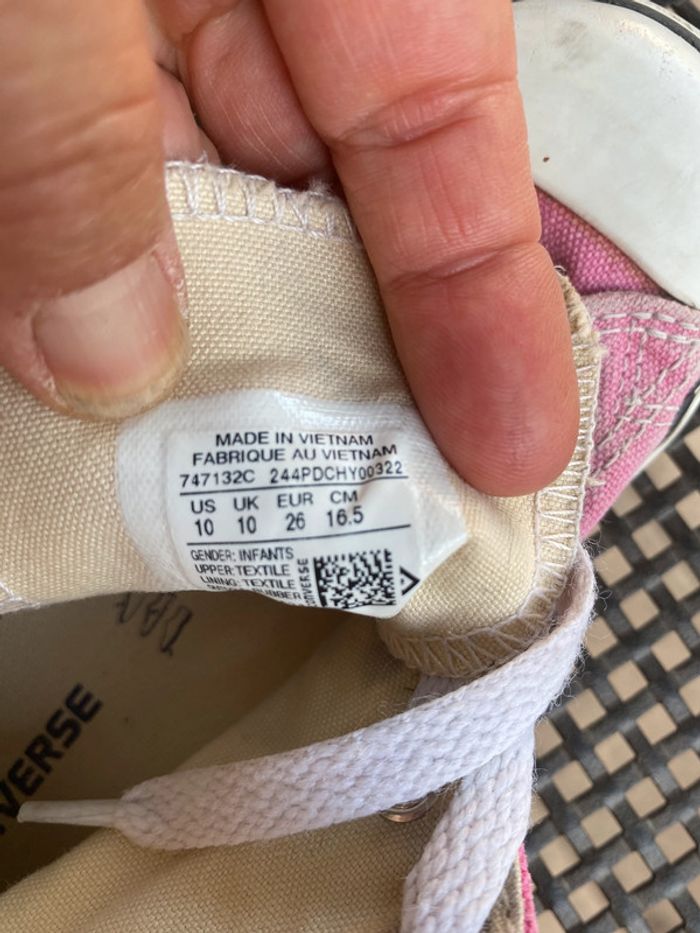 MADE IN VIETNAM
FABRIQUE AU VIETNAM
747132C 244PDCHY00322
US UK EUR CM
10 10 26 16.5
GENDER: INFANTS
UPPER: TEXTILE
LINING: TEXTILE
RUBBER
CONVERSE
VERSE